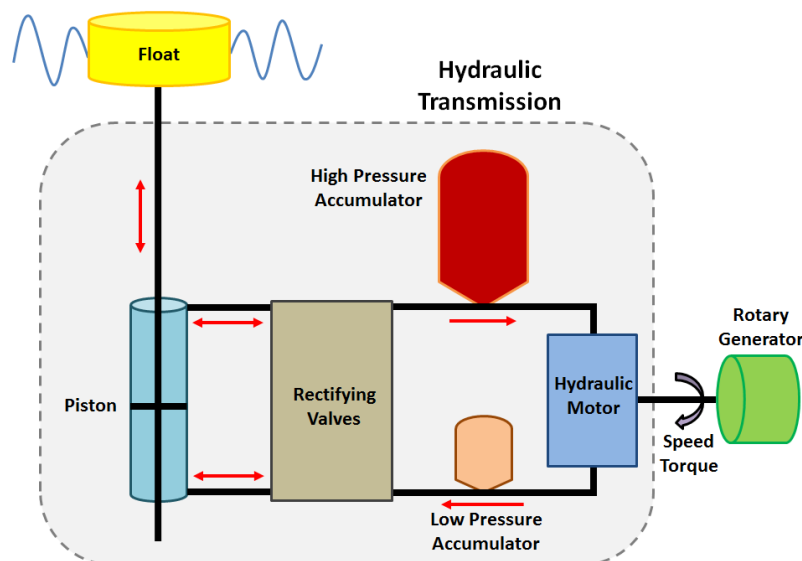 Float
Hydraulic
Transmission
High Pressure
Accumulator
Rotary
Generator
Piston
Rectifying
Valves
Hydraulic
Motor
Speed
Torque
Low Pressure
Accumulator